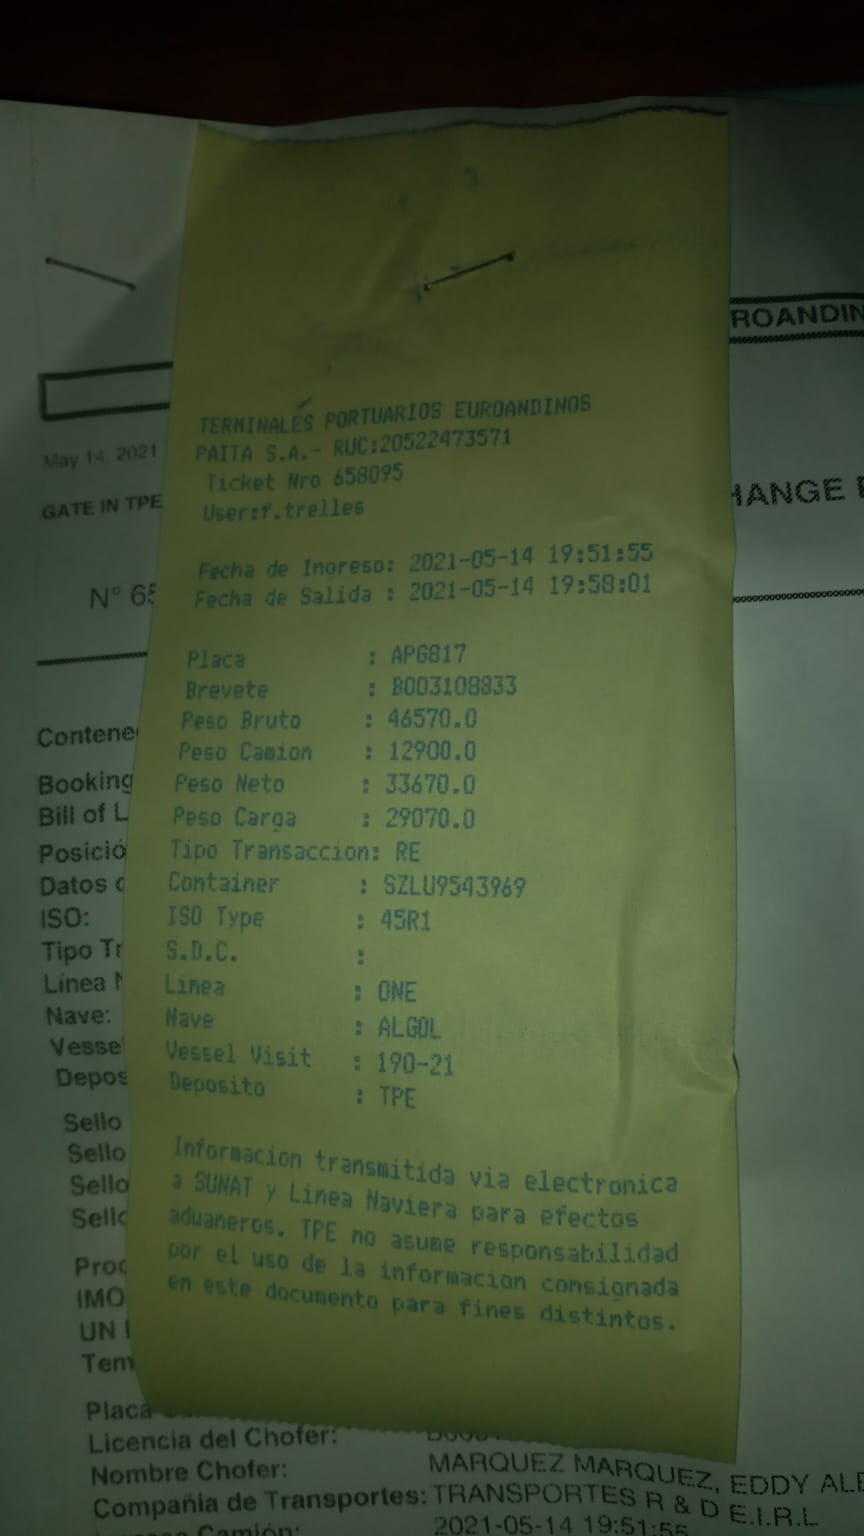 TERMINALES PORTUARIOS EUROANDINOS
PAITA S.A.- RUC:20522473571
Ticket Nro 658095
User:f.trelles
Fecha de Ingreso: 2021-05-14 19:51:55
Fecha de Salida : 2021-05-14 19:58:01
Placa : APG817
Brevete : B003108833
Peso Bruto : 46570.0
Peso Camion : 12900.0
Peso Neto : 33670.0
Peso Carga : 29070.0
Tipo Transaccion: RE
Container : SZLU9543969
ISO Type : 45R1
S.D.C. :
Linea : ONE
Nave : ALGOL
Vessel Visit : 190-21
Deposito : TPE
Informacion transmitida via electronica
a SUNAT y Linea Naviera para efectos
aduaneros. TPE no asume responsabilidad
por el uso de la informacion consignada
en este documento para fines distintos.
ROANDIN
May 14, 2021
GATE IN TPE
HANGE
N° 65
Contene
Booking
Bill of L
Posició
Datos d
ISO:
Tipo Tr
Línea N
Nave:
Vesse
Depos
Sello
Sello
Sello
Sello
Proc
IMO
UN
Tem
Placa
Licencia del Chofer:
Nombre Chofer: MARQUEZ MARQUEZ, EDDY ALE
Compañia de Transportes: TRANSPORTES R & D E.I.R.L
Camión: 2021-05-14 19:51:55